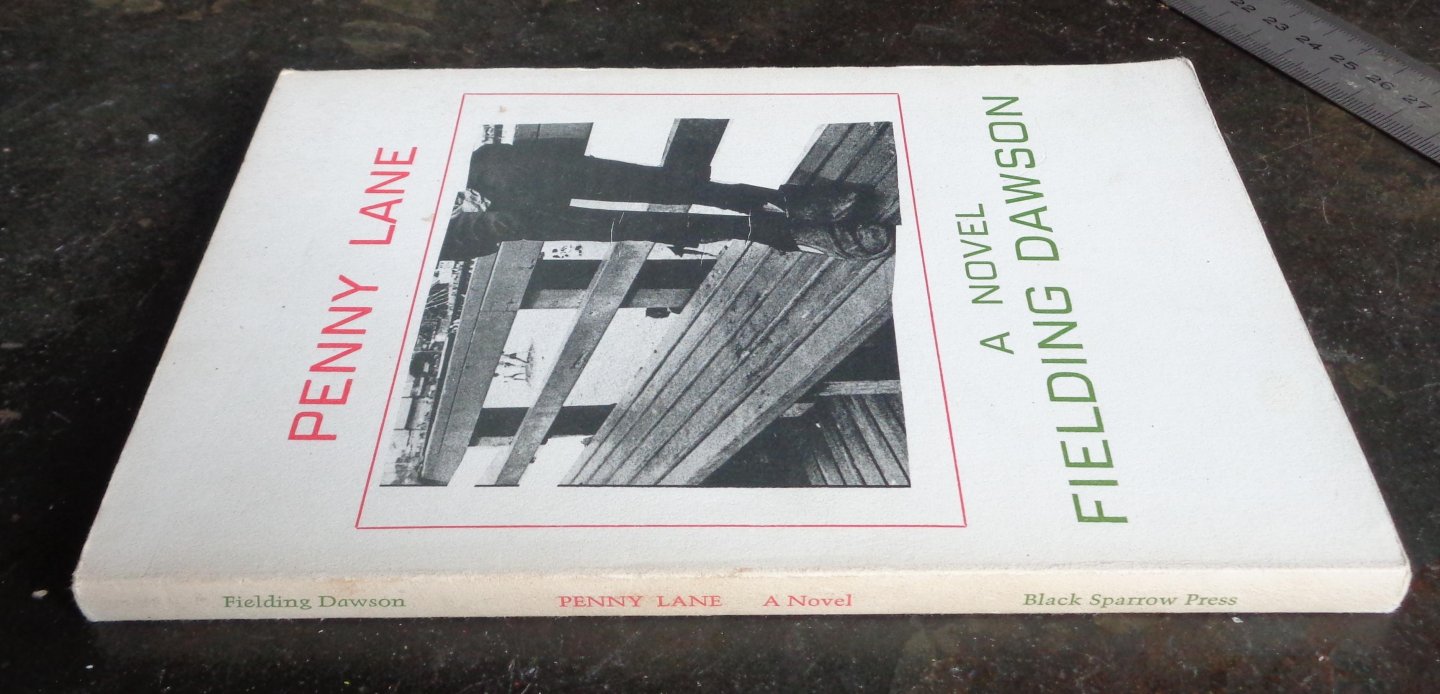 PENNY LANE
A NOVEL
FIELDING DAWSON
Fielding Dawson PENNY LANE A Novel Black Sparrow Press
22 23 24 25 26 27